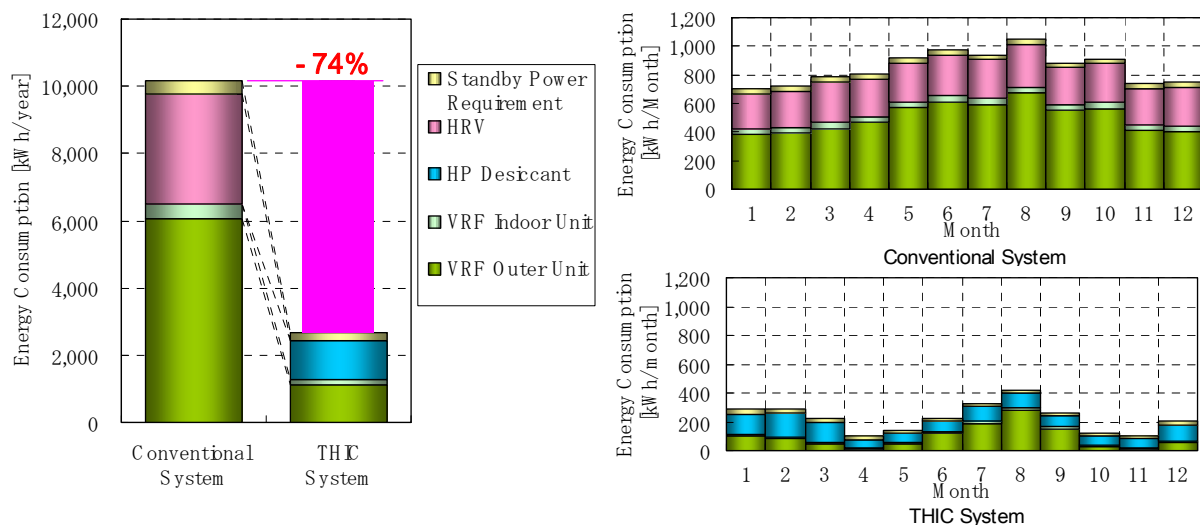 12,000
10,000
8,000
6,000
4,000
2,000
0
Energy Consumption [kWh/year]
- 74%
Conventional
System
THIC
System
Standby Power
Requirement
HRV
HP Desiccant
VRF Indoor Unit
VRF Outer Unit
1,200
1,000
800
600
400
200
0
Energy Consumption
[kWh/Month]
1 2 3 4 5 6 7 8 9 10 11 12
Month
Conventional System
1,200
1,000
800
600
400
200
0
Energy Consumption
[kWh/month]
1 2 3 4 5 6 7 8 9 10 11 12
Month
THIC System